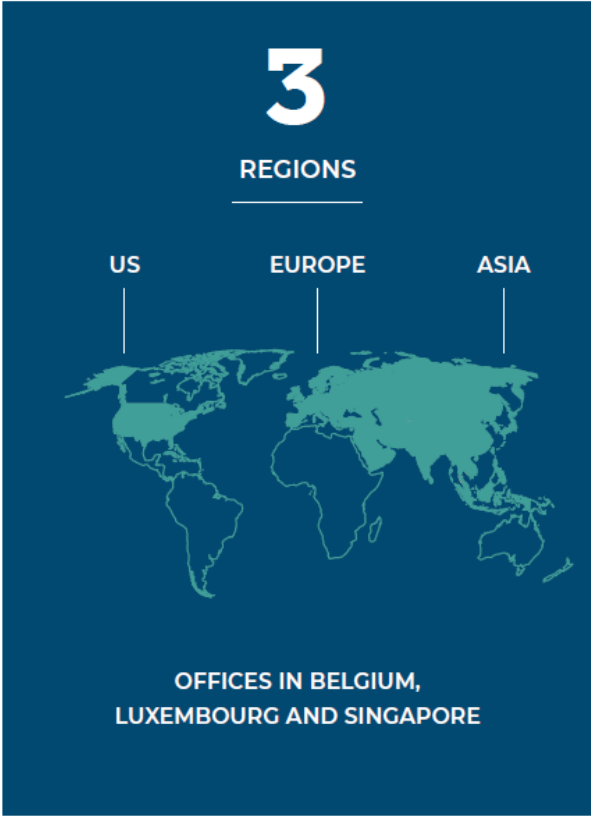 3
REGIONS
US
EUROPE
ASIA
OFFICES IN BELGIUM,
LUXEMBOURG AND SINGAPORE